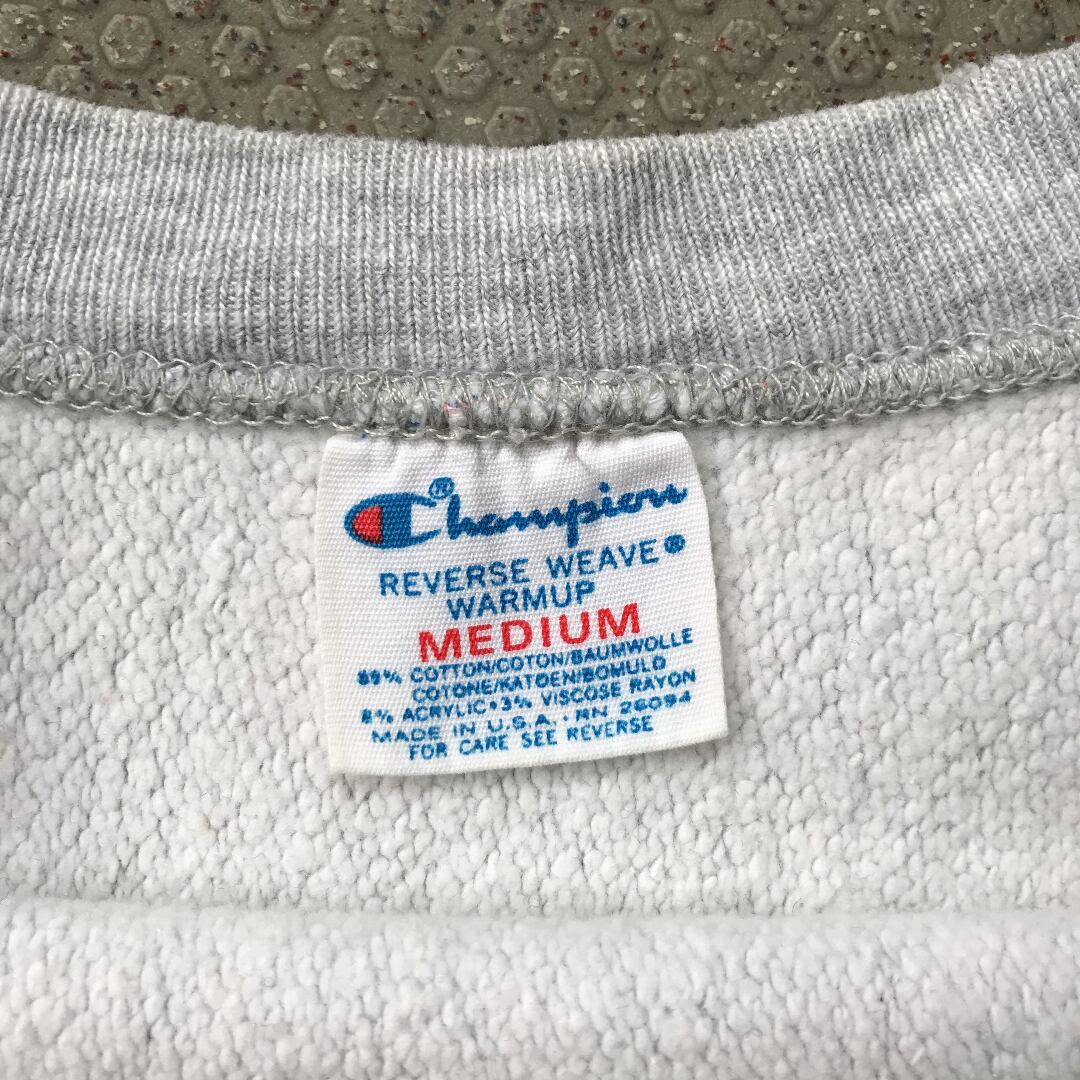 Champion®
REVERSE WEAVE®
WARMUP
MEDIUM
89% COTTON/COTON/BAUMWOLLE
COTONE/KATOEN/BOMULD
8% ACRYLIC•3% VISCOSE RAYON
MADE IN U.S.A. • RN 26094
FOR CARE SEE REVERSE